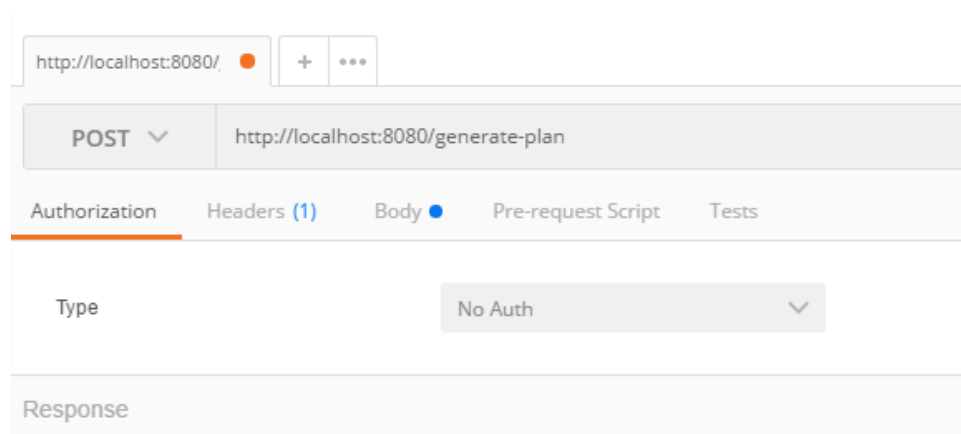 http://localhost:8080/ + •••
POST http://localhost:8080/generate-plan
Authorization Headers (1) Body Pre-request Script Tests
Type No Auth
Response